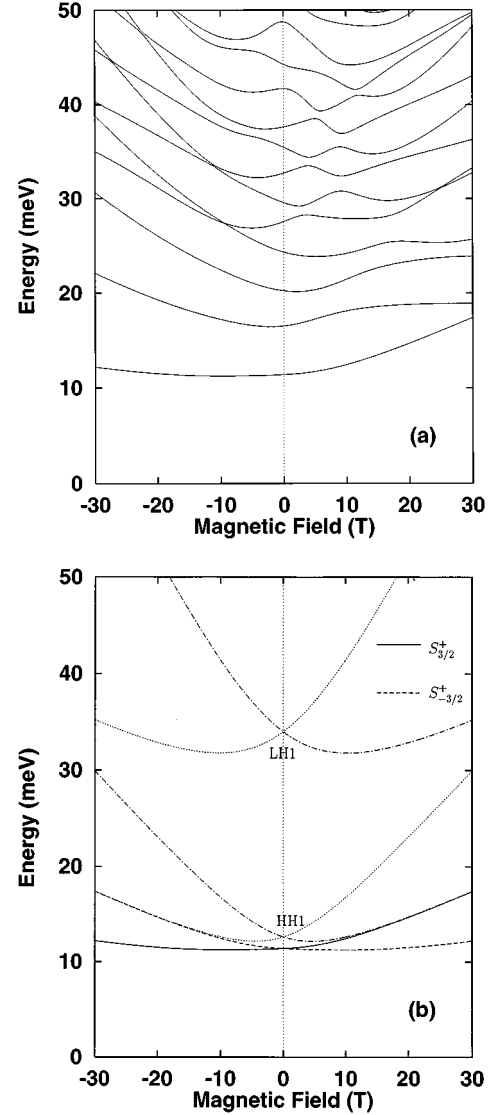 50
40
30
20
10
0
Energy (meV)
(a)
-30 -20 -10 0 10 20 30
Magnetic Field (T)
50
40
30
20
10
0
Energy (meV)
S⁺₃/₂
S⁺₋₃/₂
LH1
HH1
(b)
-30 -20 -10 0 10 20 30
Magnetic Field (T)